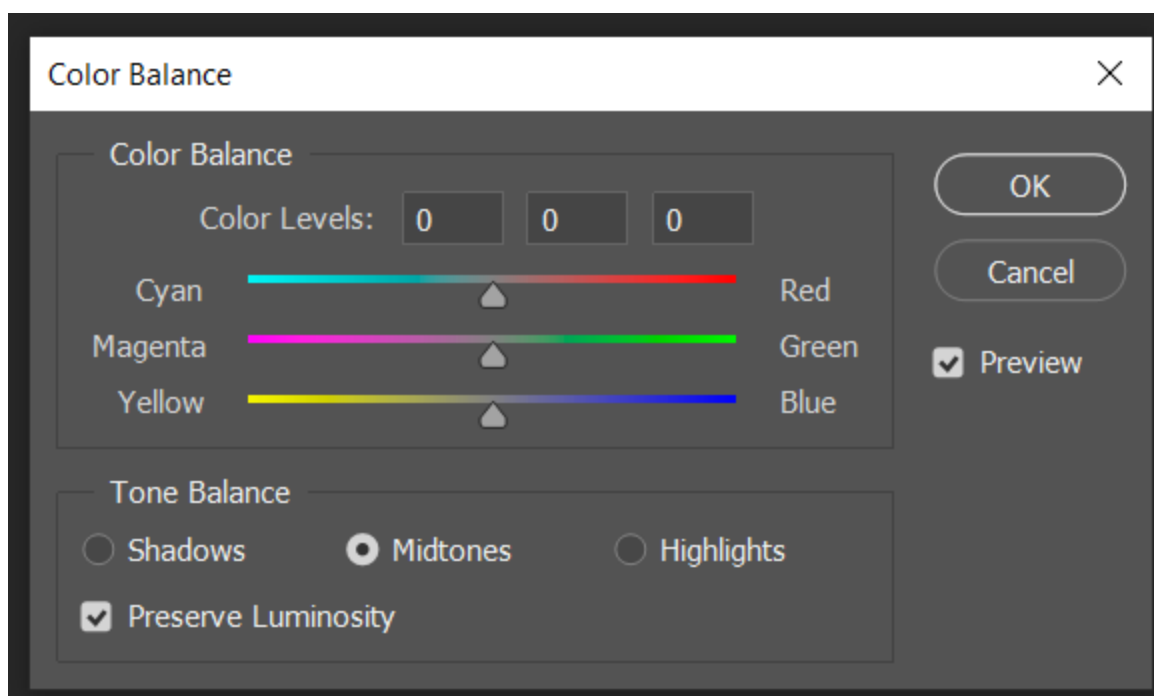 Color Balance
Color Balance
OK
Color Levels: 0 0 0
Cancel
Cyan Red
Magenta Green
Preview
Yellow Blue
Tone Balance
Shadows Midtones Highlights
Preserve Luminosity